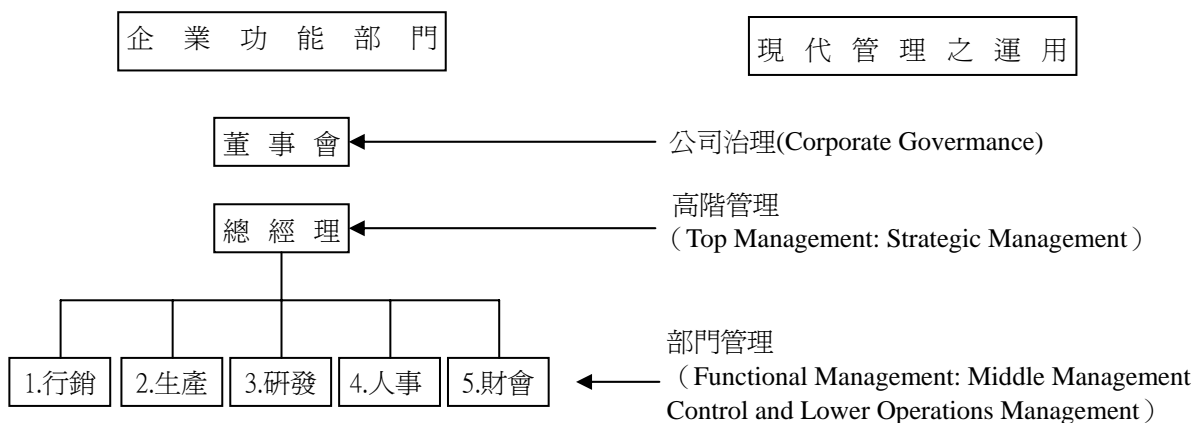 企業功能部門
現代管理之運用
董事會
公司治理(Corporate Govermance)
總經理
高階管理
（Top Management: Strategic Management）
1.行銷
2.生產
3.研發
4.人事
5.財會
部門管理
（Functional Management: Middle Management
Control and Lower Operations Management）